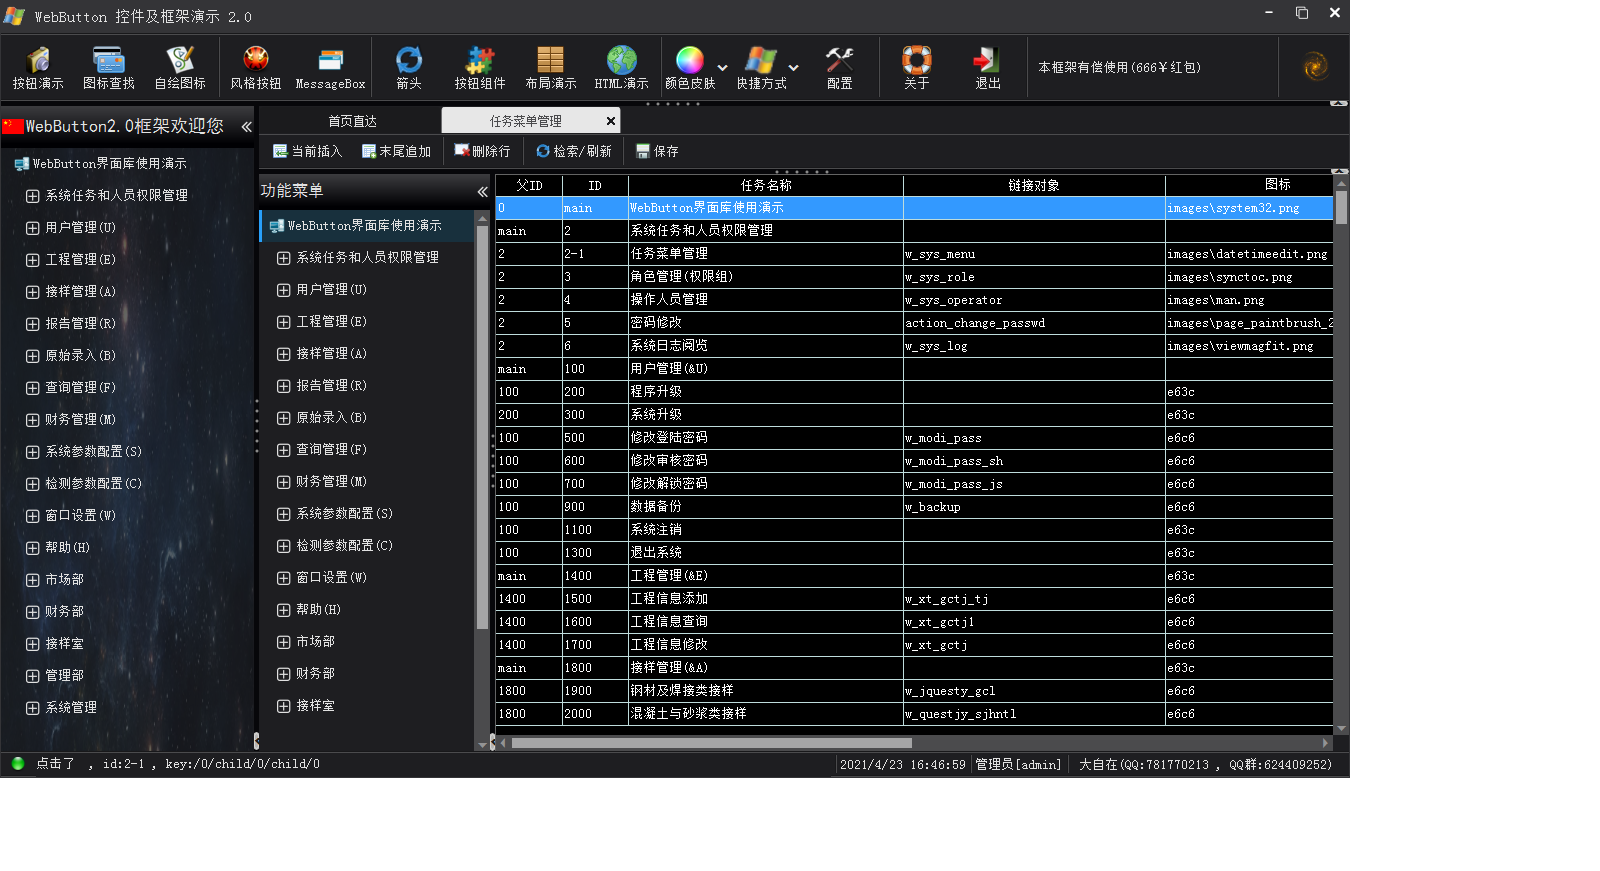 WebButton 控件及框架演示 2.0
按钮演示 图标查找 自绘图标 风格按钮 MessageBox 箭头 按钮组件 布局演示 HTML演示 颜色皮肤 快捷方式 配置 关于 退出 本框架有偿使用(666￥红包)
WebButton2.0框架欢迎您
WebButton界面库使用演示
系统任务和人员权限管理
用户管理(U)
工程管理(E)
接样管理(A)
报告管理(R)
原始录入(B)
查询管理(F)
财务管理(M)
系统参数配置(S)
检测参数配置(C)
窗口设置(W)
帮助(H)
市场部
财务部
接样室
管理部
系统管理
首页直达 任务菜单管理
当前插入 末尾追加 删除行 检索/刷新 保存
功能菜单
WebButton界面库使用演示
系统任务和人员权限管理
用户管理(U)
工程管理(E)
接样管理(A)
报告管理(R)
原始录入(B)
查询管理(F)
财务管理(M)
系统参数配置(S)
检测参数配置(C)
窗口设置(W)
帮助(H)
市场部
财务部
接样室
父ID ID 任务名称 链接对象 图标
0 main WebButton界面库使用演示 images\system32.png
main 2 系统任务和人员权限管理
2 2-1 任务菜单管理 w_sys_menu images\datetimeedit.png
2 3 角色管理(权限组) w_sys_role images\synctoc.png
2 4 操作人员管理 w_sys_operator images\man.png
2 5 密码修改 action_change_passwd images\page_paintbrush_2
2 6 系统日志阅览 w_sys_log images\viewmagfit.png
main 100 用户管理(&U)
100 200 程序升级 e63c
200 300 系统升级 e63c
100 500 修改登陆密码 w_modi_pass e6c6
100 600 修改审核密码 w_modi_pass_sh e6c6
100 700 修改解锁密码 w_modi_pass_js e6c6
100 900 数据备份 w_backup e6c6
100 1100 系统注销 e63c
100 1300 退出系统 e63c
main 1400 工程管理(&E) e63c
1400 1500 工程信息添加 w_xt_gctj_tj e6c6
1400 1600 工程信息查询 w_xt_gctj1 e6c6
1400 1700 工程信息修改 w_xt_gctj e6c6
main 1800 接样管理(&A) e63c
1800 1900 钢材及焊接类接样 w_jquesty_gcl e6c6
1800 2000 混凝土与砂浆类接样 w_questjy_sjhntl e6c6
点击了 , id:2-1 , key:/0/child/0/child/0 2021/4/23 16:46:59 管理员[admin] 大自在(QQ:781770213 , QQ群:624409252)